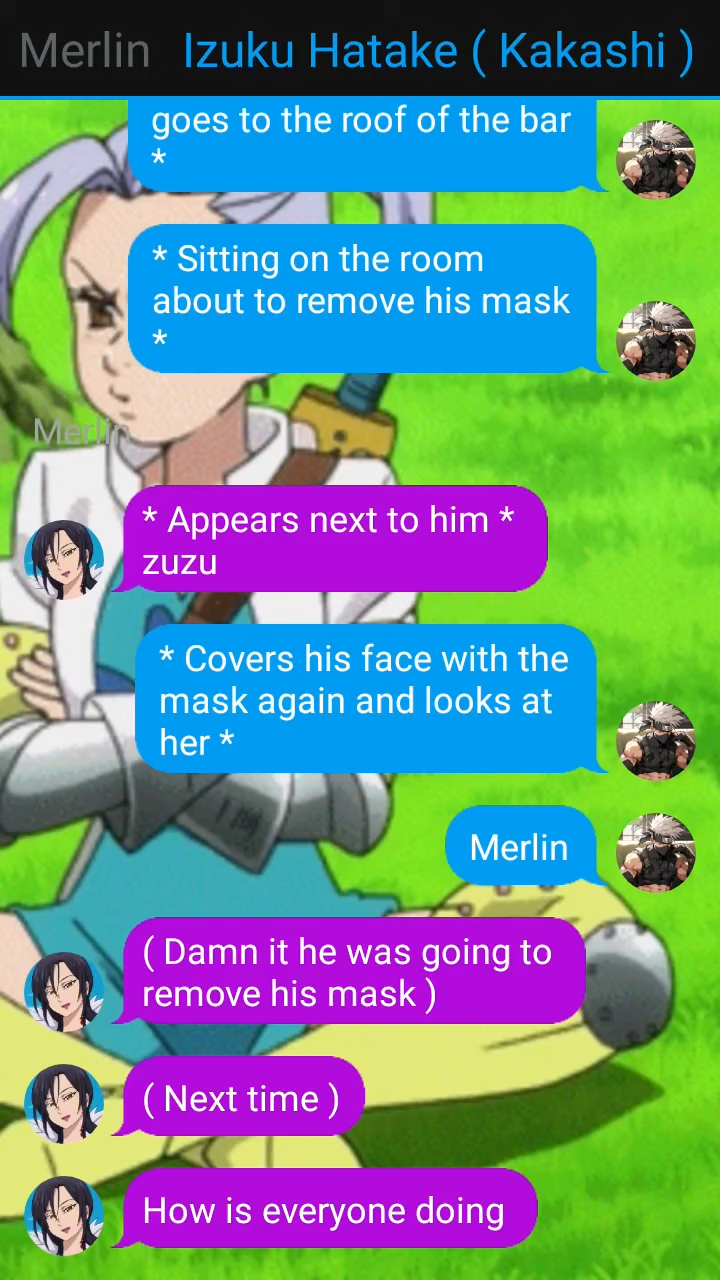 Merlin Izuku Hatake ( Kakashi )
goes to the roof of the bar
*
* Sitting on the room
about to remove his mask
*
Merlin
* Appears next to him *
zuzu
* Covers his face with the
mask again and looks at
her *
Merlin
( Damn it he was going to
remove his mask )
( Next time )
How is everyone doing